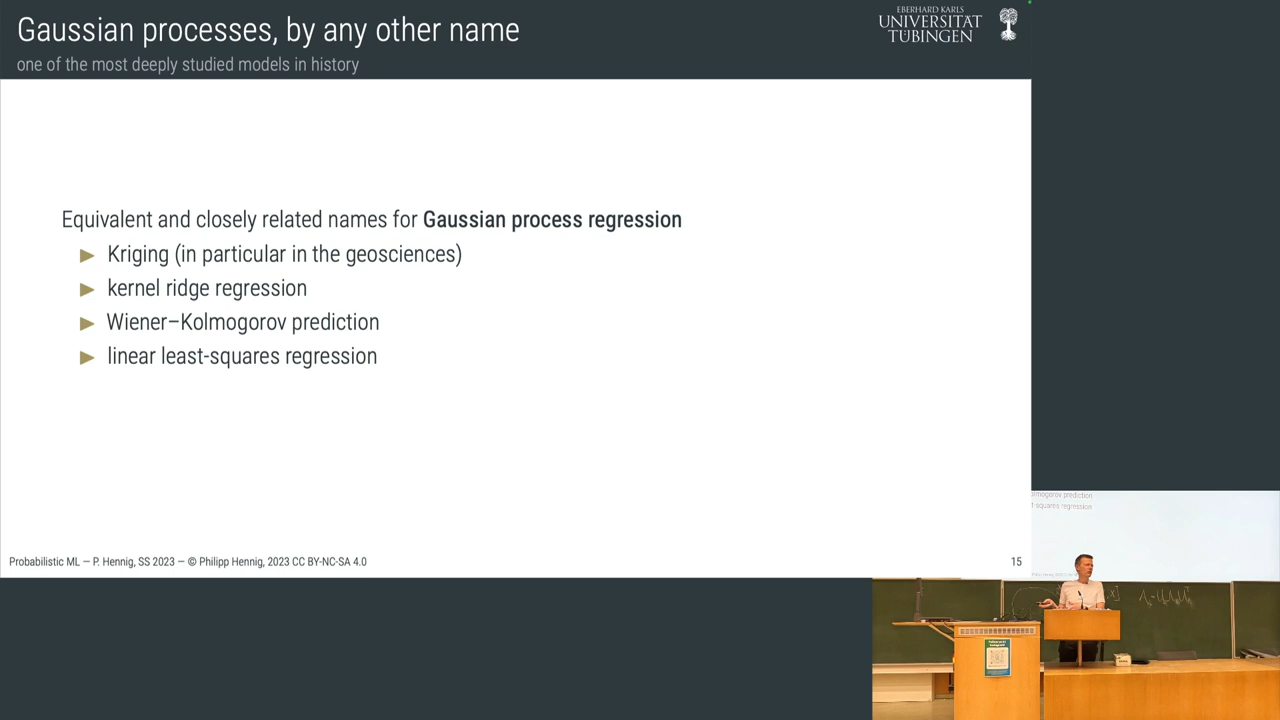 Gaussian processes, by any other name
one of the most deeply studied models in history
EBERHARD KARLS
UNIVERSITÄT
TÜBINGEN
Equivalent and closely related names for Gaussian process regression
Kriging (in particular in the geosciences)
kernel ridge regression
Wiener–Kolmogorov prediction
linear least-squares regression
Probabilistic ML — P. Hennig, SS 2023 — © Philipp Hennig, 2023 CC BY-NC-SA 4.0
15
prediction
squares regression